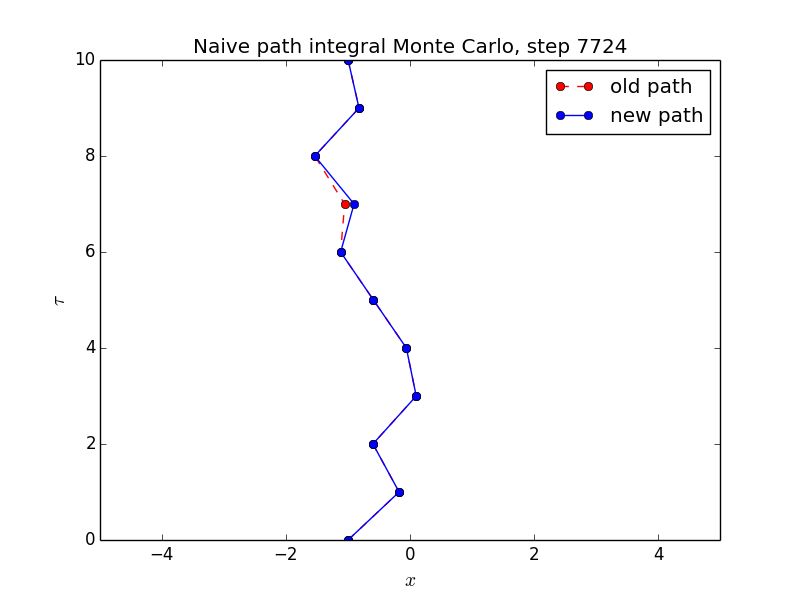 Naive path integral Monte Carlo, step 7724
10
old path
new path
8
6
τ
4
2
0
−4 −2 0 2 4
x